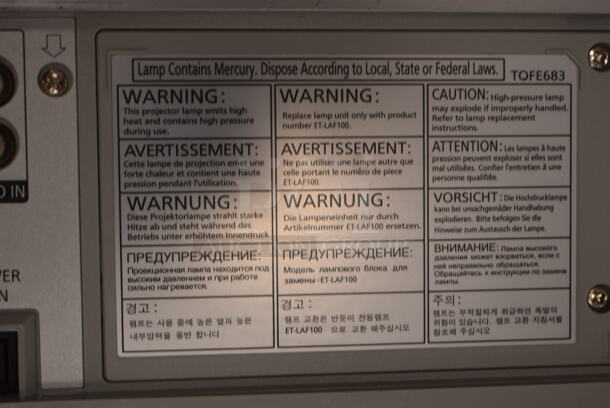 Lamp Contains Mercury. Dispose According to Local, State or Federal Laws.
TQFE683
WARNING:
This projector lamp emits high
heat and contains high pressure
during use.
WARNING:
Replace lamp unit only with product
number ET-LAF100.
CAUTION: High-pressure lamp
may explode if improperly handled.
Refer to lamp replacement
instructions.
AVERTISSEMENT:
Cette lampe de projection emet une
forte chaleur et contient une haute
pression pendant l'utilisation.
AVERTISSEMENT:
Ne pas utiliser une lampe autre que
celle portant le numéro de piece
ET-LAF100.
ATTENTION: Les lampes à haute
pression peuvent exploser si elles sont
mal utilisées. Confier l'entretien à une
personne qualifiée.
WARNUNG:
Diese Projektorlampe strahlt starke
Hitze ab und steht während des
Betriebs unter erhöhtem Innendruck
WARNUNG:
Die Lampeneinheit nur durch
Artikelnummer ET-LAF100 ersetzen.
VORSICHT: Die Hochdrucklampe
kann bei unsachgemäßer Handhabung
explodieren. Bitte befolgen Sie die
Hinweise zum Austausch der Lampe.
ПРЕДУПРЕЖДЕНИЕ:
Проекционная лампа находится под
высоким давлением и при работе
сильно нагревается.
ПРЕДУПРЕЖДЕНИЕ:
Модель лампового блока для
замены - ET-LAF100
ВНИМАНИЕ: Лампа высокого
давления может взорваться, если с
ней неправильно обращаться.
Обращайтесь к инструкции по замене
лампы.
경고:
램프는 사용 중에 높은 열과 높은
내부압력을 동반 합니다
경고:
램프 교환은 반듯이 전용램프
ET-LAF100 으로 교환 해주십시오
주의:
램프는 부적절하게 취급하면 폭발의
위험이 있습니다. 램프 교환 지침서를
참조해 주십시오
D IN
VER
N